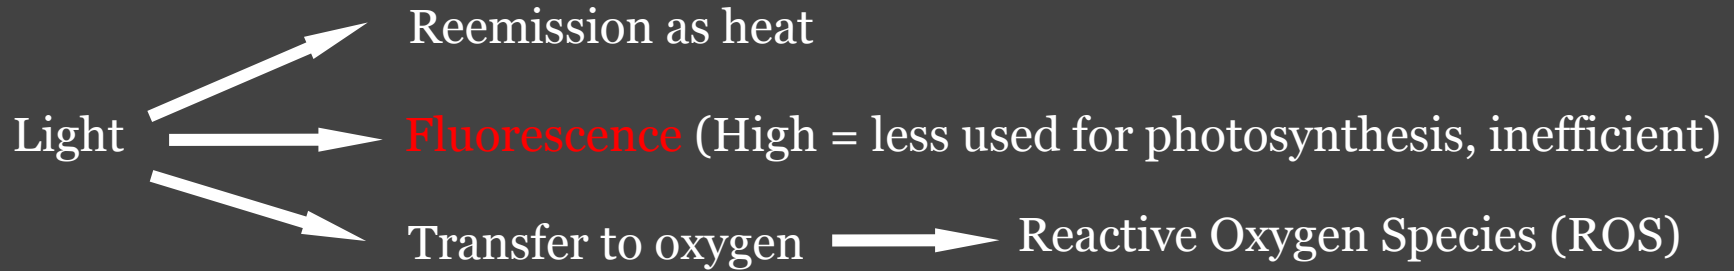 Reemission as heat
Light
Fluorescence (High = less used for photosynthesis, inefficient)
Transfer to oxygen
Reactive Oxygen Species (ROS)